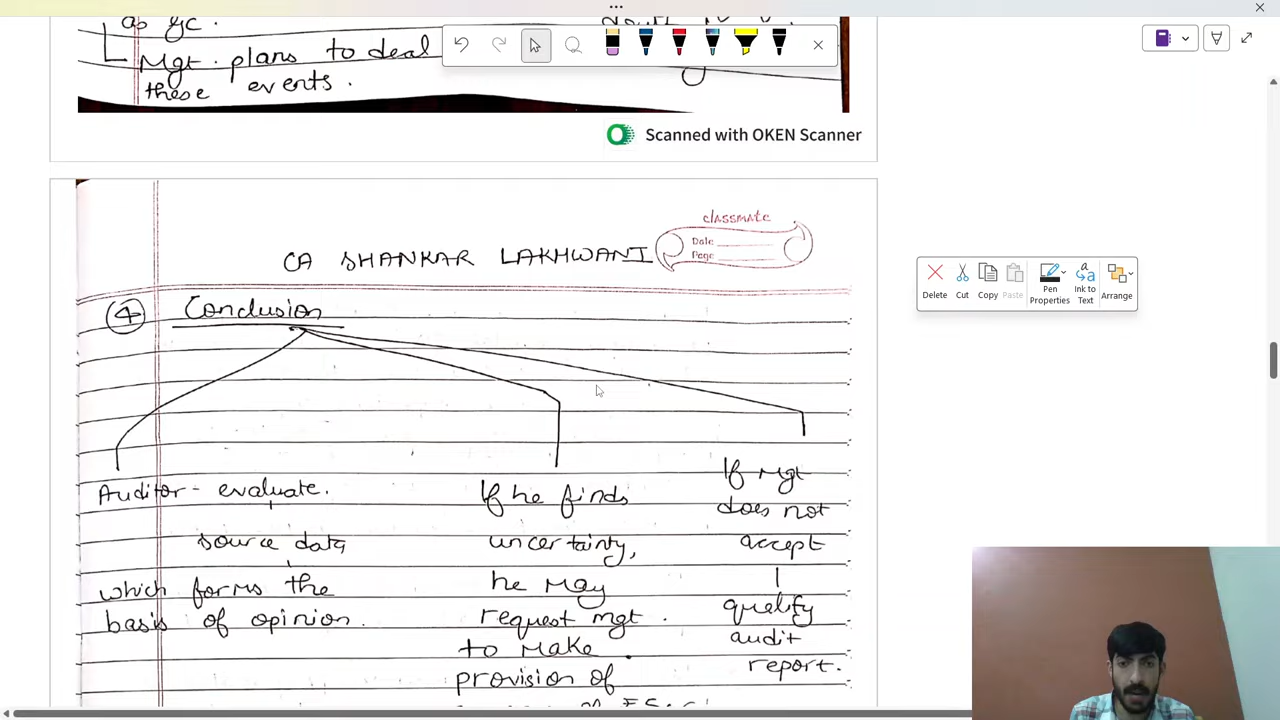 as GC.
Mgt. plans to deal
these events.
Scanned with OKEN Scanner
classmate
Date
Page
CA SHANKAR LAKHWANI
4 Conclusion
Auditor - evaluate.
source data
which forms the
basis of opinion.
If he finds
uncertainty,
he may
request mgt.
to make
provision of
If Mgt
does not
accept
qualify
audit
report.
Delete
Cut
Copy
Paste
Pen
Properties
Ink to
Text
Arrange